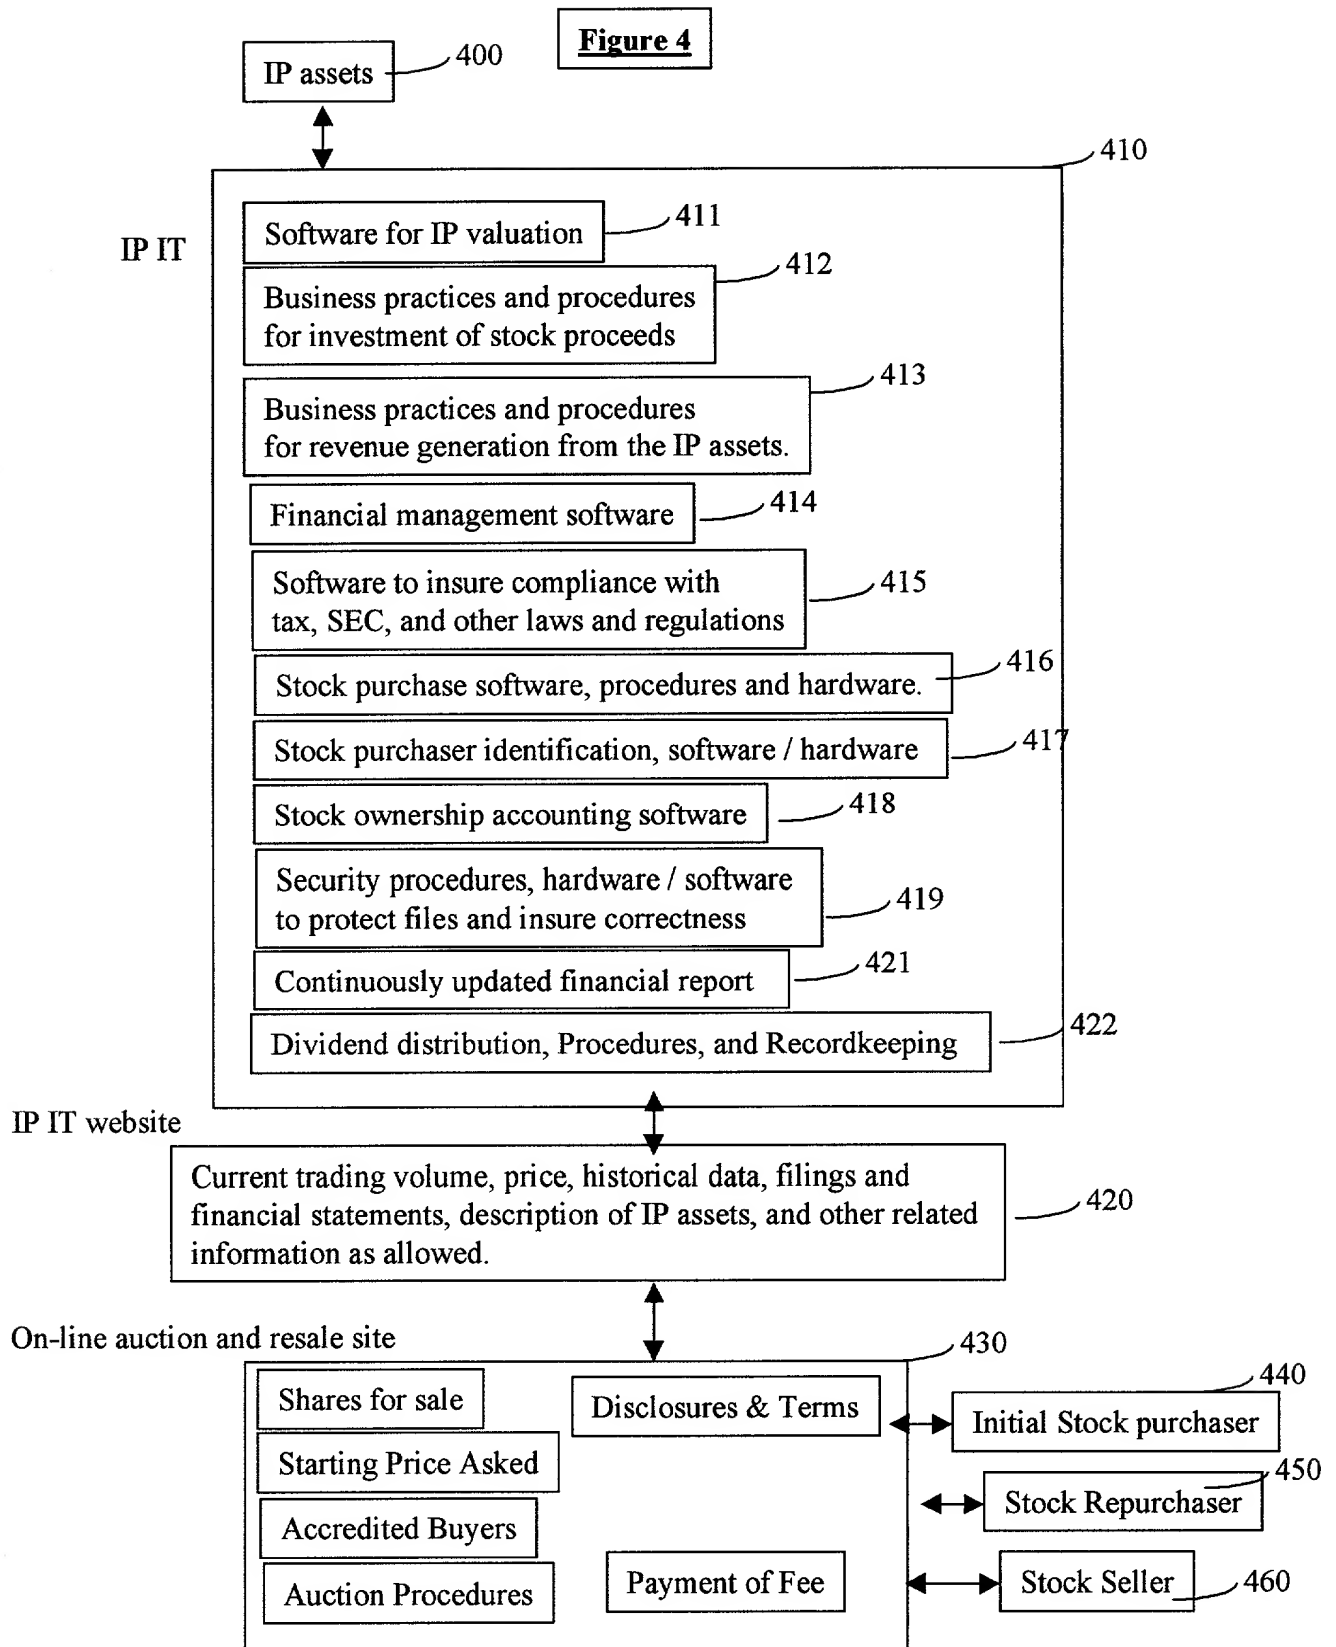 Figure 4
IP assets
400
410
IP IT
Software for IP valuation
411
412
Business practices and procedures
for investment of stock proceeds
413
Business practices and procedures
for revenue generation from the IP assets.
Financial management software
414
Software to insure compliance with
tax, SEC, and other laws and regulations
415
Stock purchase software, procedures and hardware.
416
Stock purchaser identification, software / hardware
417
Stock ownership accounting software
418
Security procedures, hardware / software
to protect files and insure correctness
419
Continuously updated financial report
421
Dividend distribution, Procedures, and Recordkeeping
422
IP IT website
Current trading volume, price, historical data, filings and
financial statements, description of IP assets, and other related
information as allowed.
420
On-line auction and resale site
430
Shares for sale
Disclosures & Terms
Starting Price Asked
Accredited Buyers
Auction Procedures
Payment of Fee
440
Initial Stock purchaser
450
Stock Repurchaser
Stock Seller
460